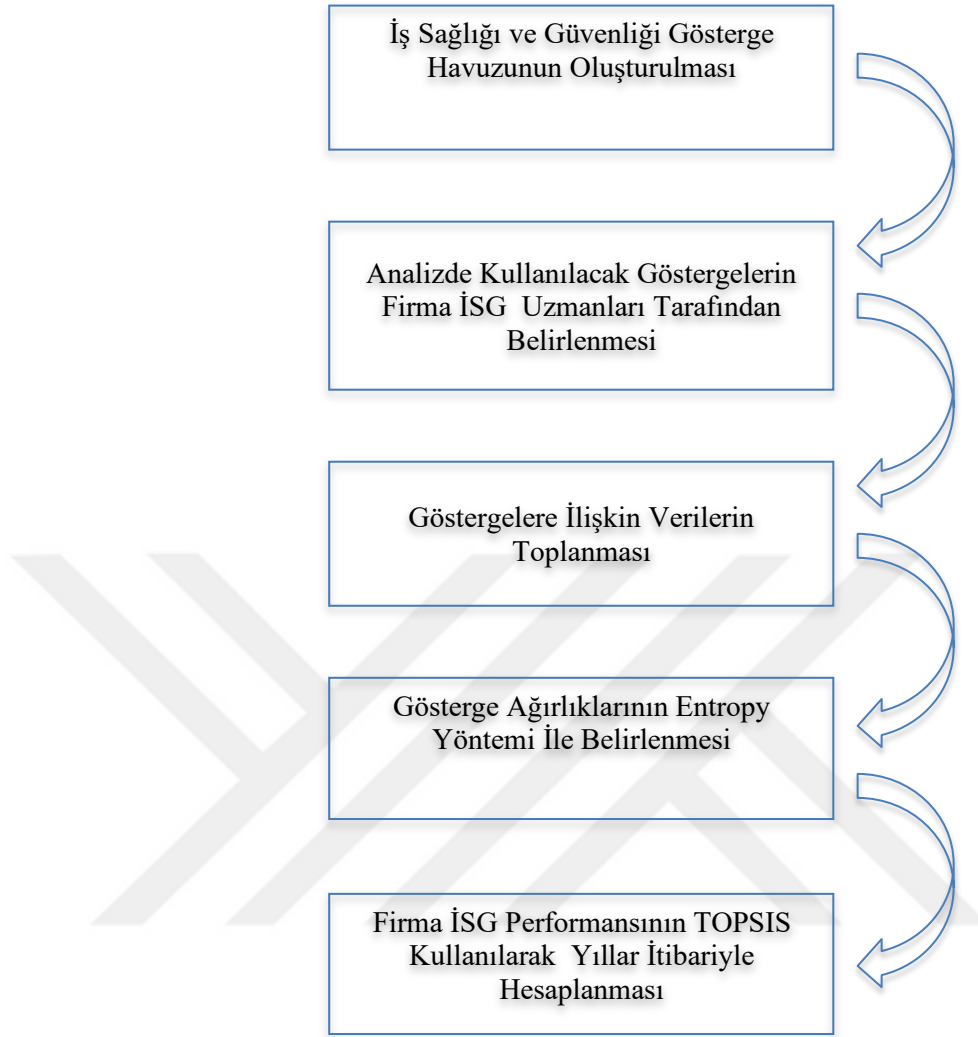 İş Sağlığı ve Güvenliği Gösterge
Havuzunun Oluşturulması
Analizde Kullanılacak Göstergelerin
Firma İSG Uzmanları Tarafından
Belirlenmesi
Göstergelere İlişkin Verilerin
Toplanması
Gösterge Ağırlıklarının Entropy
Yöntemi İle Belirlenmesi
Firma İSG Performansının TOPSIS
Kullanılarak Yıllar İtibariyle
Hesaplanması